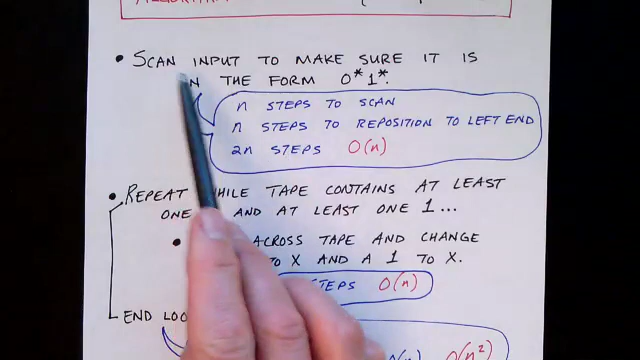 ALGORITHM
• SCAN INPUT TO MAKE SURE IT IS
THE FORM 0*1*.
n STEPS TO SCAN
n STEPS TO REPOSITION TO LEFT END
2n STEPS O(n)
• REPEAT WHILE TAPE CONTAINS AT LEAST
ONE AND AT LEAST ONE 1...
• ACROSS TAPE AND CHANGE
TO X AND A 1 TO X.
STEPS O(n)
END
O(n²)